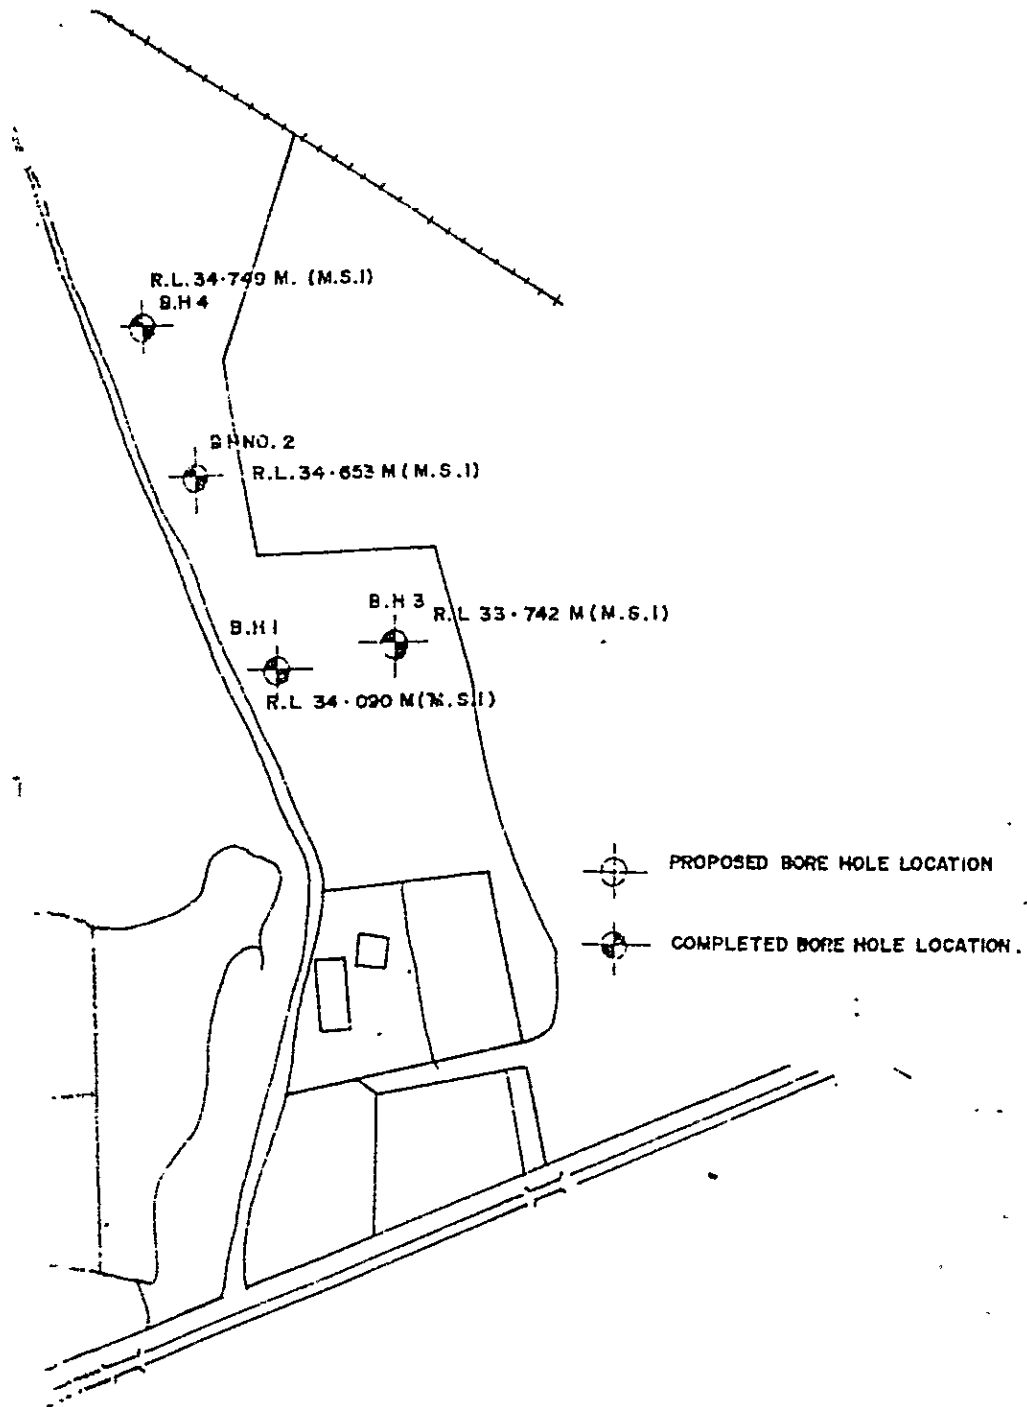 R.L.34·749 M. (M.S.I)
B.H 4
B HNO. 2
R.L.34·653 M (M.S.I)
B.H 3
R.L 33·742 M (M.S.I)
B.H I
R.L 34·090 M (M.S.I)
PROPOSED BORE HOLE LOCATION
COMPLETED BORE HOLE LOCATION.